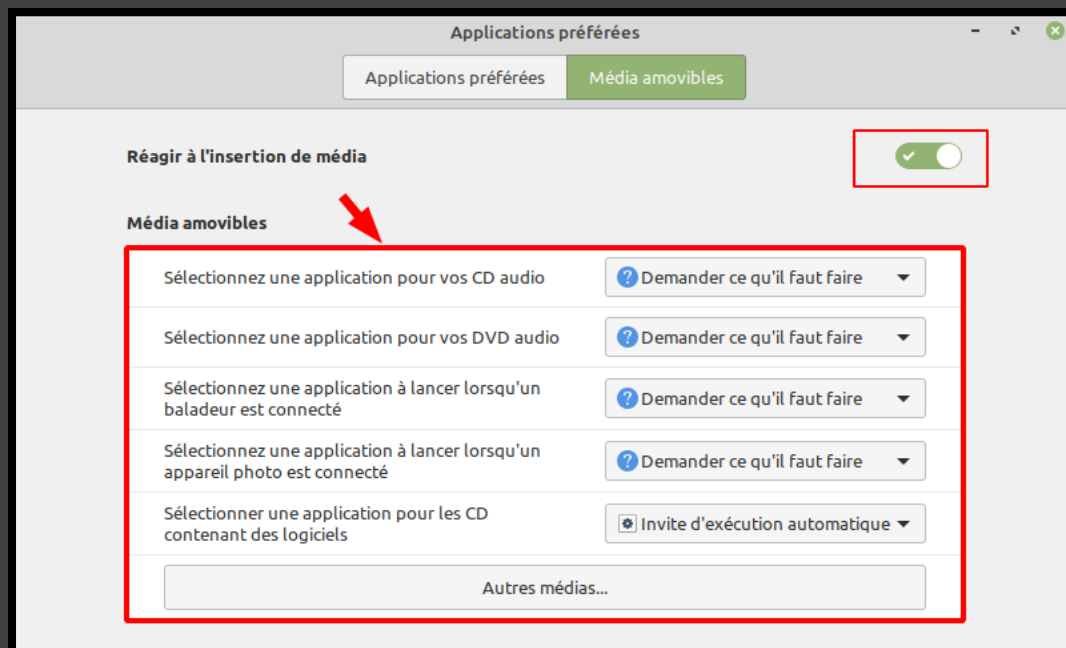 Applications préférées
Applications préférées
Média amovibles
Réagir à l'insertion de média
Média amovibles
Sélectionnez une application pour vos CD audio
Demander ce qu'il faut faire
Sélectionnez une application pour vos DVD audio
Demander ce qu'il faut faire
Sélectionnez une application à lancer lorsqu'un
baladeur est connecté
Demander ce qu'il faut faire
Sélectionnez une application à lancer lorsqu'un
appareil photo est connecté
Demander ce qu'il faut faire
Sélectionner une application pour les CD
contenant des logiciels
Invite d'exécution automatique
Autres médias...